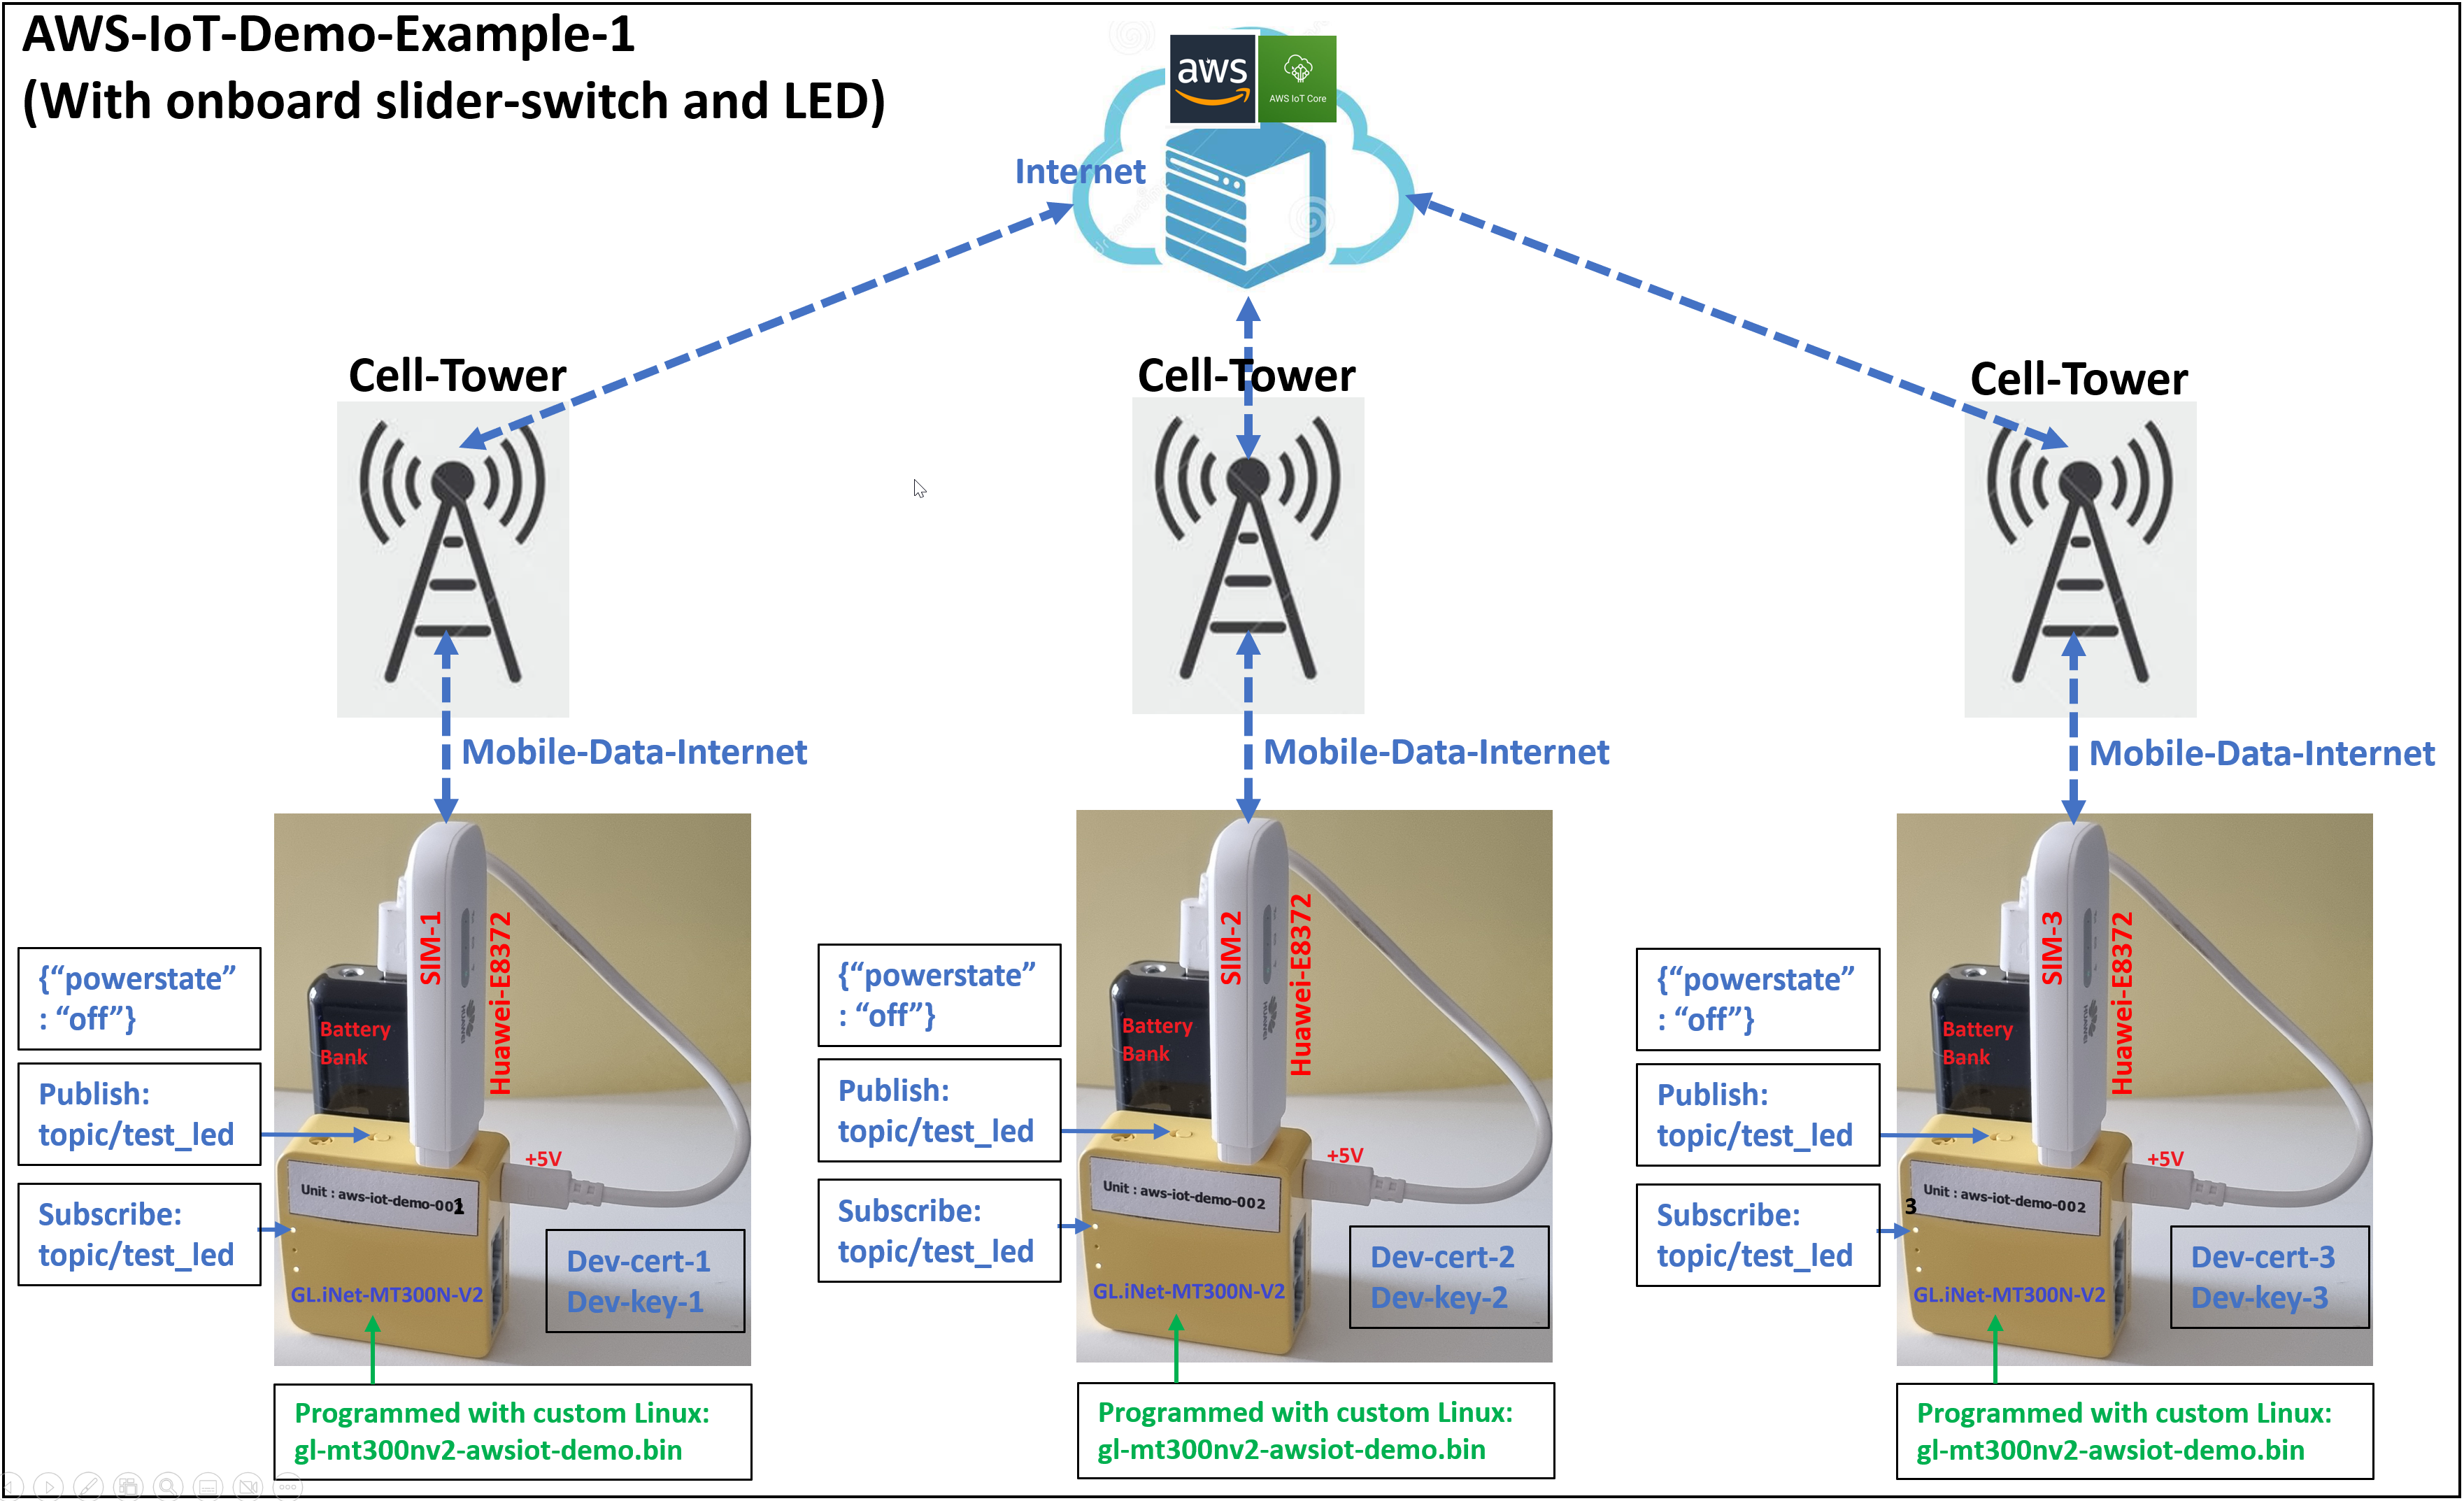 AWS-IoT-Demo-Example-1
(With onboard slider-switch and LED)
aws
AWS IoT Core
Internet
Cell-Tower
Cell-Tower
Cell-Tower
Mobile-Data-Internet
Mobile-Data-Internet
Mobile-Data-Internet
{“powerstate”
: “off”}
Publish:
topic/test_led
Subscribe:
topic/test_led
SIM-1
Huawei-E8372
HUAWEI
Battery
Bank
+5V
Unit : aws-iot-demo-001
GL.iNet-MT300N-V2
Dev-cert-1
Dev-key-1
Programmed with custom Linux:
gl-mt300nv2-awsiot-demo.bin
{“powerstate”
: “off”}
Publish:
topic/test_led
Subscribe:
topic/test_led
SIM-2
Huawei-E8372
HUAWEI
Battery
Bank
+5V
Unit : aws-iot-demo-002
GL.iNet-MT300N-V2
Dev-cert-2
Dev-key-2
Programmed with custom Linux:
gl-mt300nv2-awsiot-demo.bin
{“powerstate”
: “off”}
Publish:
topic/test_led
Subscribe:
topic/test_led
SIM-3
Huawei-E8372
HUAWEI
Battery
Bank
+5V
Unit : aws-iot-demo-002
3
GL.iNet-MT300N-V2
Dev-cert-3
Dev-key-3
Programmed with custom Linux:
gl-mt300nv2-awsiot-demo.bin